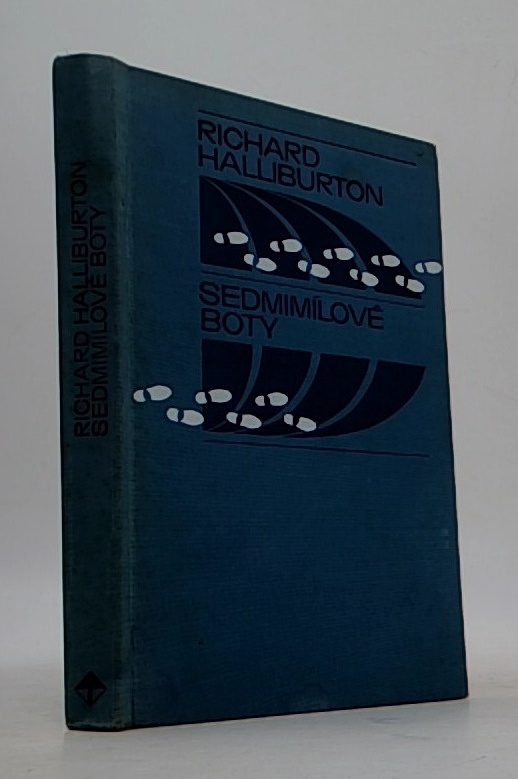 RICHARD HALLIBURTON
SEDMIMÍLOVÉ BOTY
RICHARD
HALLIBURTON
SEDMIMÍLOVÉ
BOTY